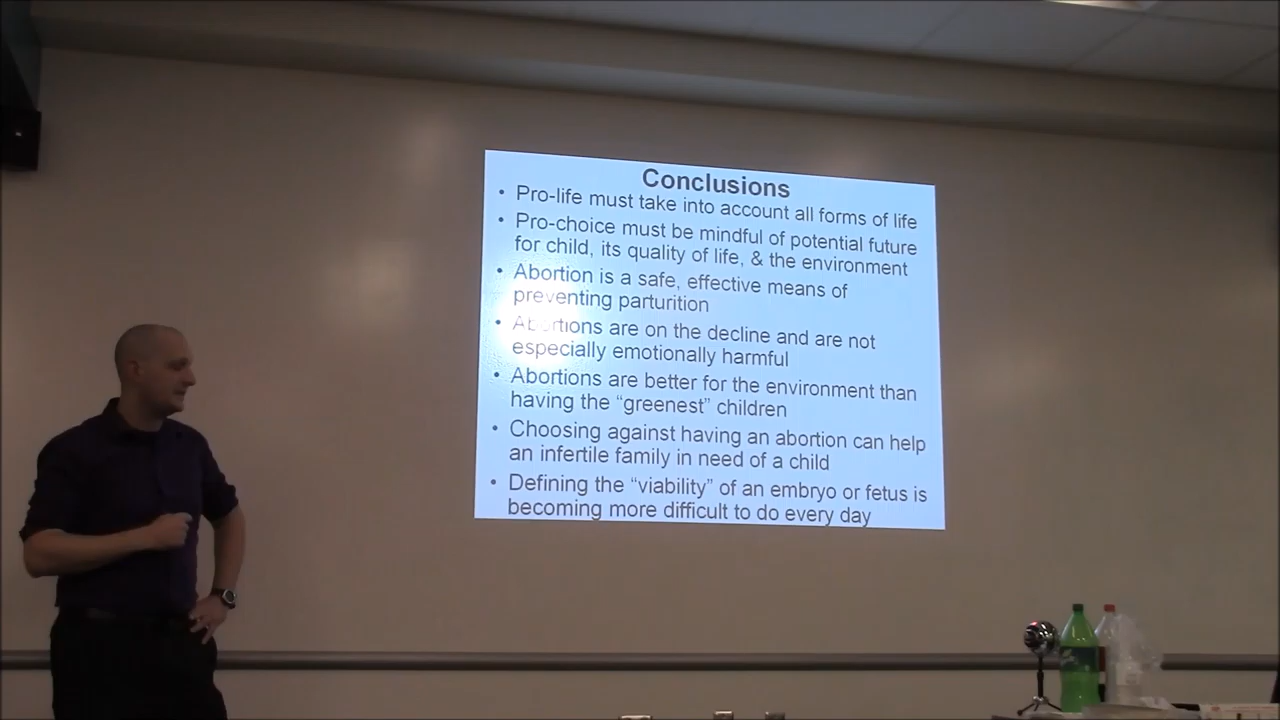 Conclusions
• Pro-life must take into account all forms of life
• Pro-choice must be mindful of potential future
for child, its quality of life, & the environment
• Abortion is a safe, effective means of
preventing parturition
• Abortions are on the decline and are not
especially emotionally harmful
• Abortions are better for the environment than
having the “greenest” children
• Choosing against having an abortion can help
an infertile family in need of a child
• Defining the “viability” of an embryo or fetus is
becoming more difficult to do every day